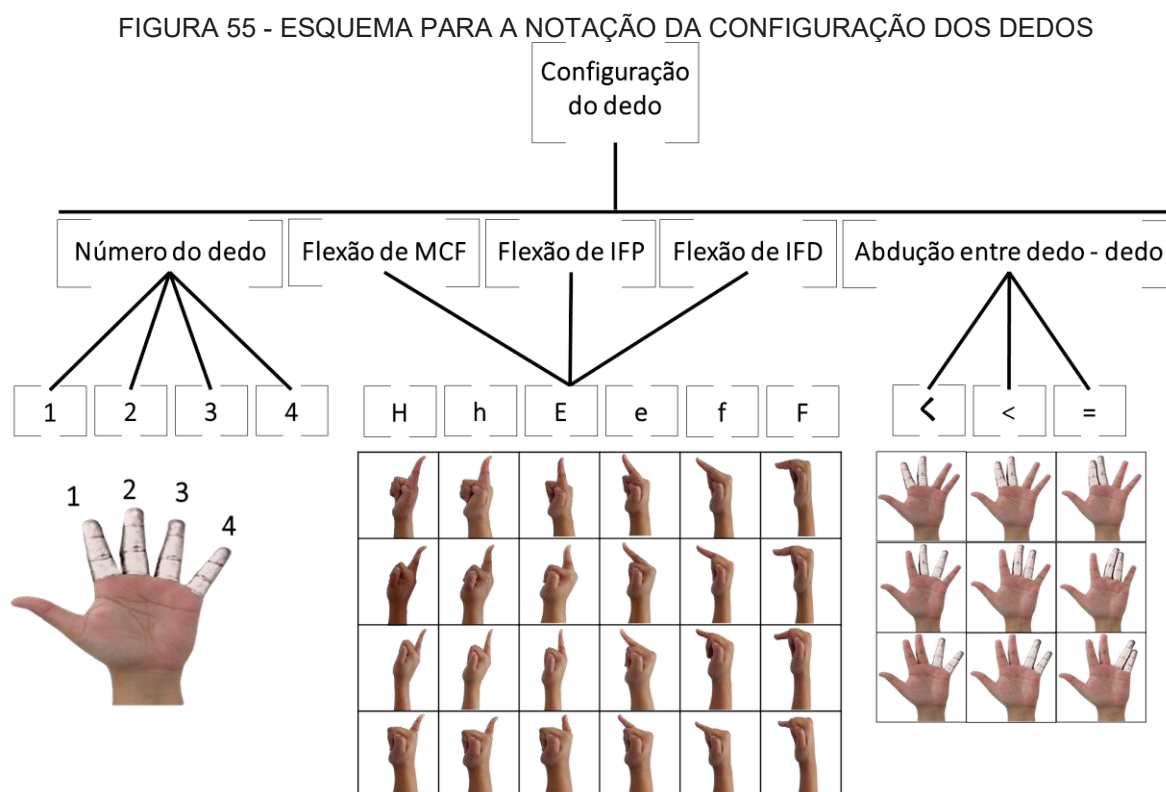 FIGURA 55 - ESQUEMA PARA A NOTAÇÃO DA CONFIGURAÇÃO DOS DEDOS
Configuração
do dedo
Número do dedo
Flexão de MCF
Flexão de IFP
Flexão de IFD
Abdução entre dedo - dedo
1
2
3
4
H
h
E
e
f
F
<
<
=
1
2
3
4